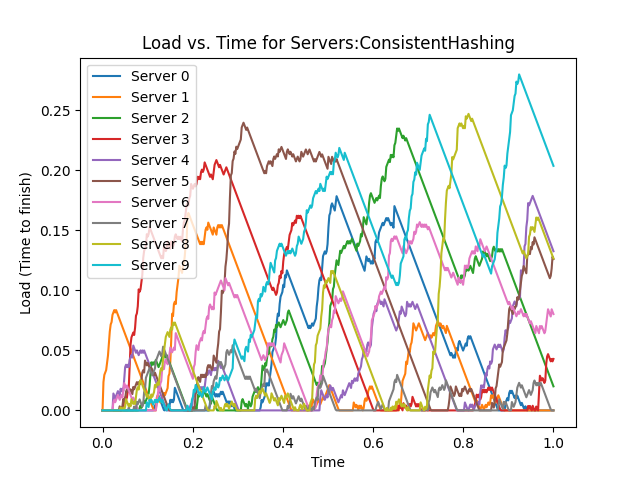 Load vs. Time for Servers:ConsistentHashing
Server 0
Server 1
Server 2
Server 3
Server 4
Server 5
Server 6
Server 7
Server 8
Server 9
Load (Time to finish)
0.25
0.20
0.15
0.10
0.05
0.00
0.0 0.2 0.4 0.6 0.8 1.0
Time